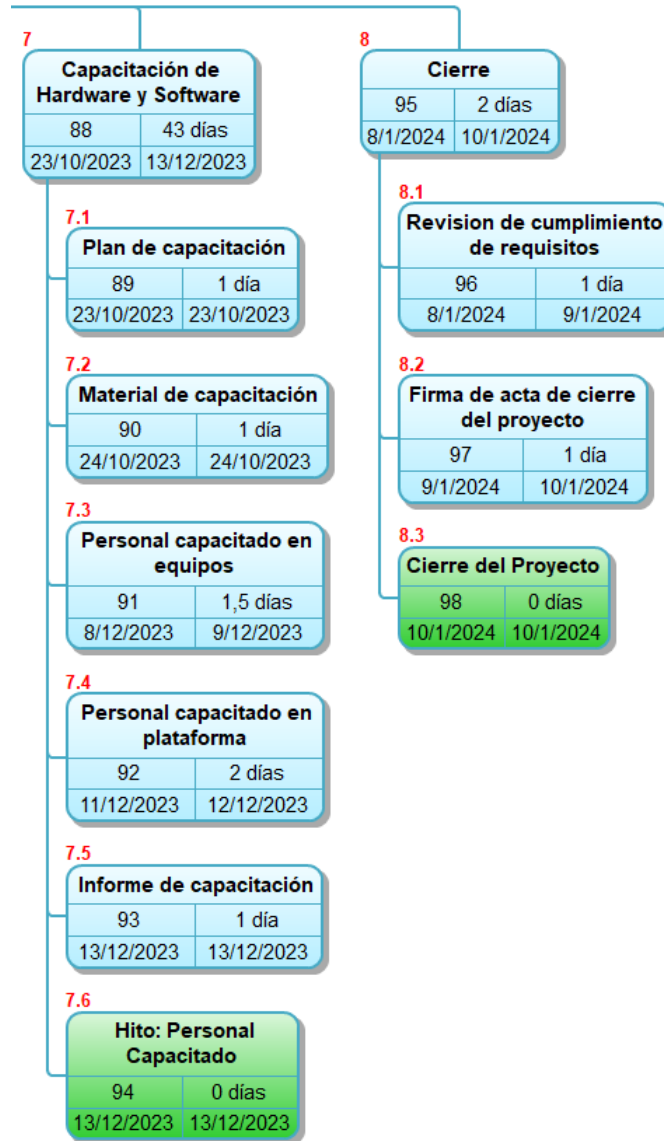 7
Capacitación de
Hardware y Software
88 43 días
23/10/2023 13/12/2023
7.1
Plan de capacitación
89 1 día
23/10/2023 23/10/2023
7.2
Material de capacitación
90 1 día
24/10/2023 24/10/2023
7.3
Personal capacitado en
equipos
91 1,5 días
8/12/2023 9/12/2023
7.4
Personal capacitado en
plataforma
92 2 días
11/12/2023 12/12/2023
7.5
Informe de capacitación
93 1 día
13/12/2023 13/12/2023
7.6
Hito: Personal
Capacitado
94 0 días
13/12/2023 13/12/2023
8
Cierre
95 2 días
8/1/2024 10/1/2024
8.1
Revision de cumplimiento
de requisitos
96 1 día
8/1/2024 9/1/2024
8.2
Firma de acta de cierre
del proyecto
97 1 día
9/1/2024 10/1/2024
8.3
Cierre del Proyecto
98 0 días
10/1/2024 10/1/2024